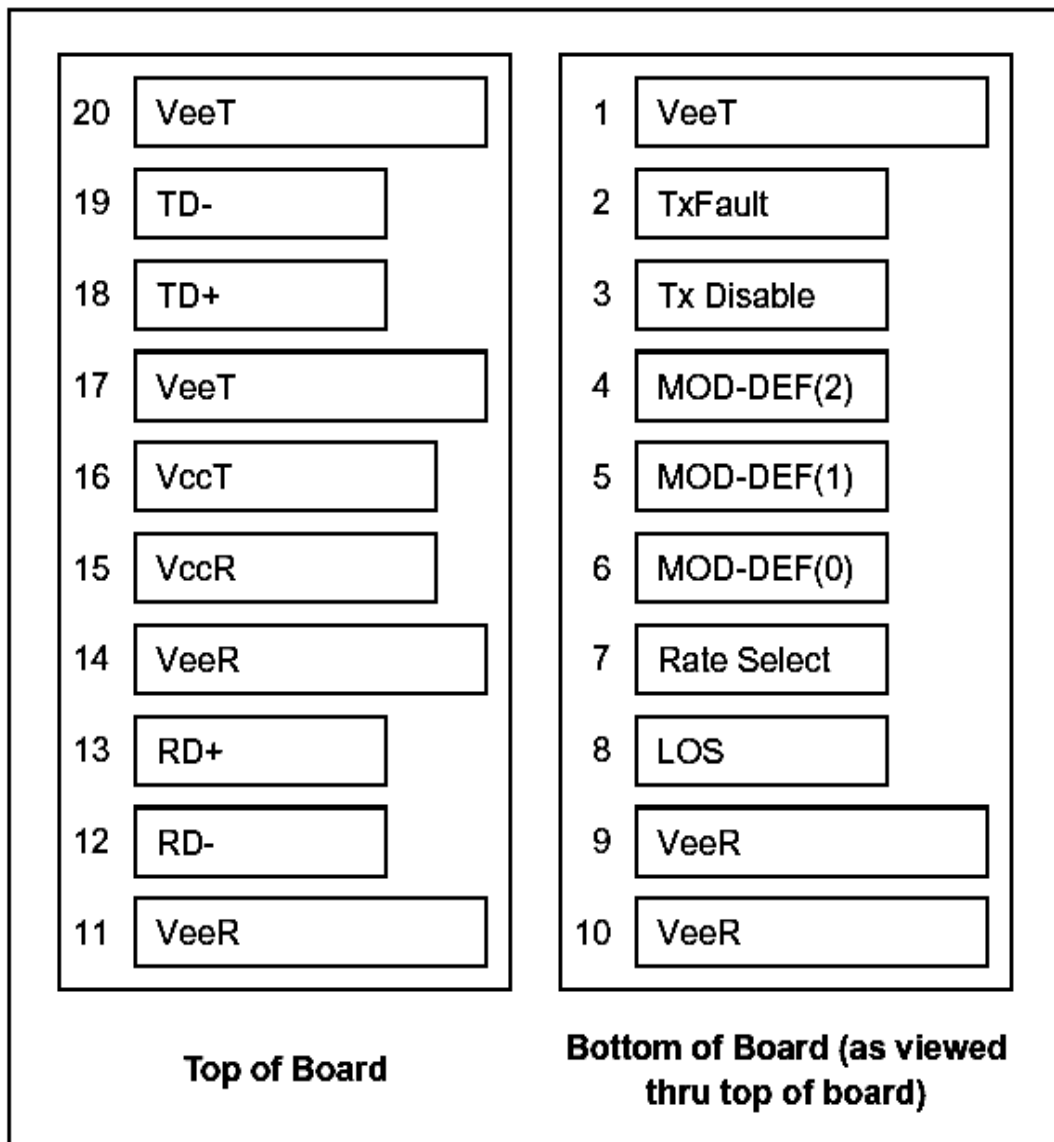 20 VeeT
19 TD-
18 TD+
17 VeeT
16 VccT
15 VccR
14 VeeR
13 RD+
12 RD-
11 VeeR
Top of Board
1 VeeT
2 TxFault
3 Tx Disable
4 MOD-DEF(2)
5 MOD-DEF(1)
6 MOD-DEF(0)
7 Rate Select
8 LOS
9 VeeR
10 VeeR
Bottom of Board (as viewed
thru top of board)